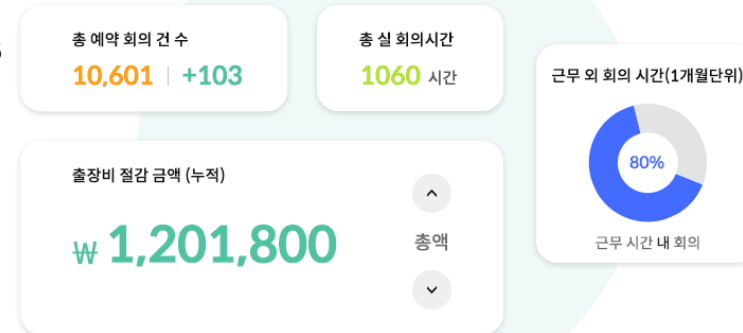 총 예약 회의 건 수
10,601 | +103
총 실 회의시간
1060 시간
근무 외 회의 시간(1개월단위)
80%
근무 시간 내 회의
출장비 절감 금액 (누적)
₩ 1,201,800
총액